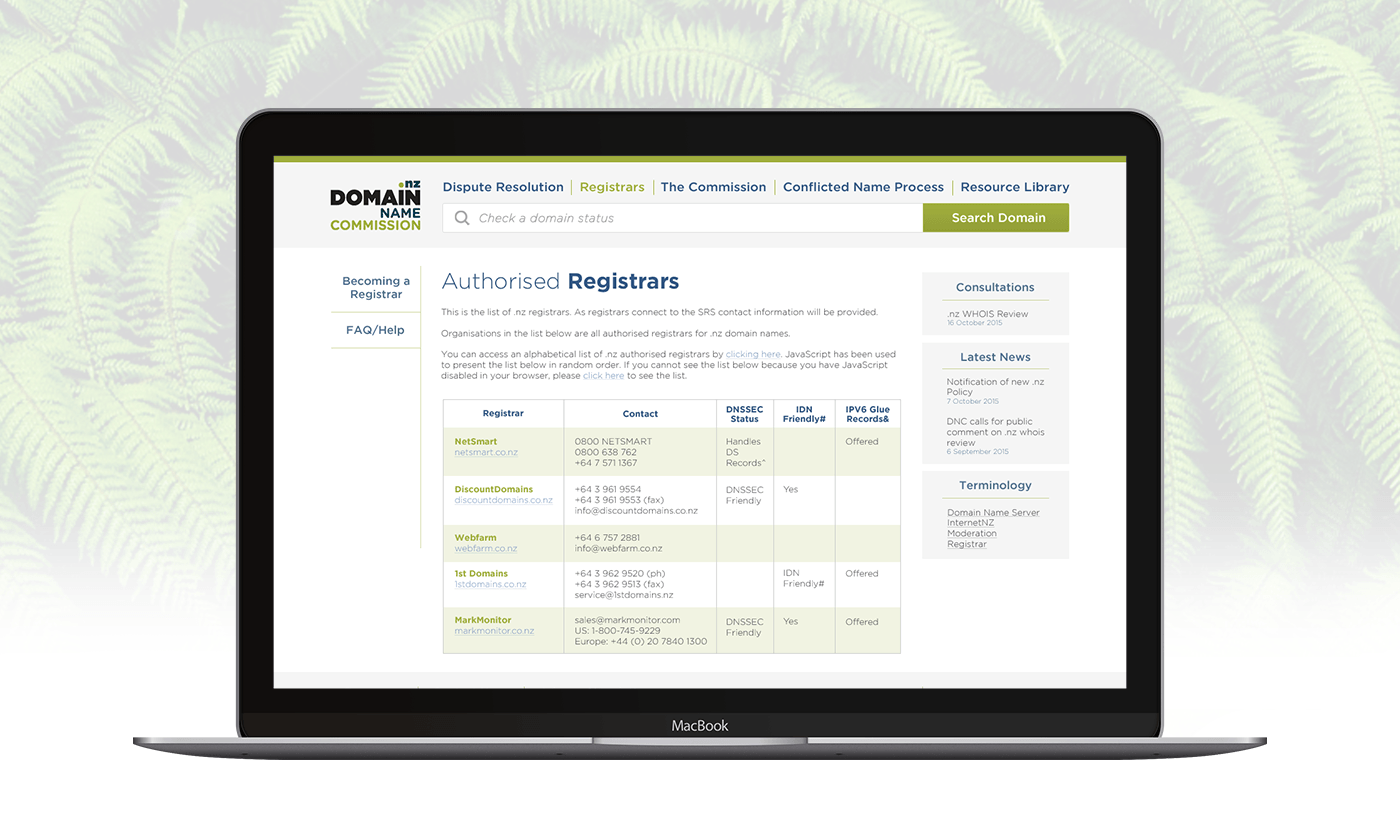 .nz
DOMAIN
NAME
COMMISSION
Dispute Resolution
Registrars
The Commission
Conflicted Name Process
Resource Library
Check a domain status
Search Domain
Becoming a
Registrar
FAQ/Help
Authorised Registrars
This is the list of .nz registrars. As registrars connect to the SRS contact information will be provided.
Organisations in the list below are all authorised registrars for .nz domain names.
You can access an alphabetical list of .nz authorised registrars by clicking here. JavaScript has been used
to present the list below in random order. If you cannot see the list below because you have JavaScript
disabled in your browser, please click here to see the list.
Registrar
Contact
DNSSEC
Status
IDN
Friendly#
IPV6 Glue
Records&
NetSmart
netsmart.co.nz
0800 NETSMART
0800 638 762
+64 7 571 1367
Handles
DS
Records^
Offered
DiscountDomains
discountdomains.co.nz
+64 3 961 9554
+64 3 961 9553 (fax)
info@discountdomains.co.nz
DNSSEC
Friendly
Yes
Webfarm
webfarm.co.nz
+64 6 757 2881
info@webfarm.co.nz
1st Domains
1stdomains.co.nz
+64 3 962 9520 (ph)
+64 3 962 9513 (fax)
service@1stdomains.nz
IDN
Friendly#
Offered
MarkMonitor
markmonitor.co.nz
sales@markmonitor.com
US: 1-800-745-9229
Europe: +44 (0) 20 7840 1300
DNSSEC
Friendly
Yes
Offered
Consultations
.nz WHOIS Review
16 October 2015
Latest News
Notification of new .nz
Policy
7 October 2015
DNC calls for public
comment on .nz whois
review
6 September 2015
Terminology
Domain Name Server
InternetNZ
Moderation
Registrar
MacBook